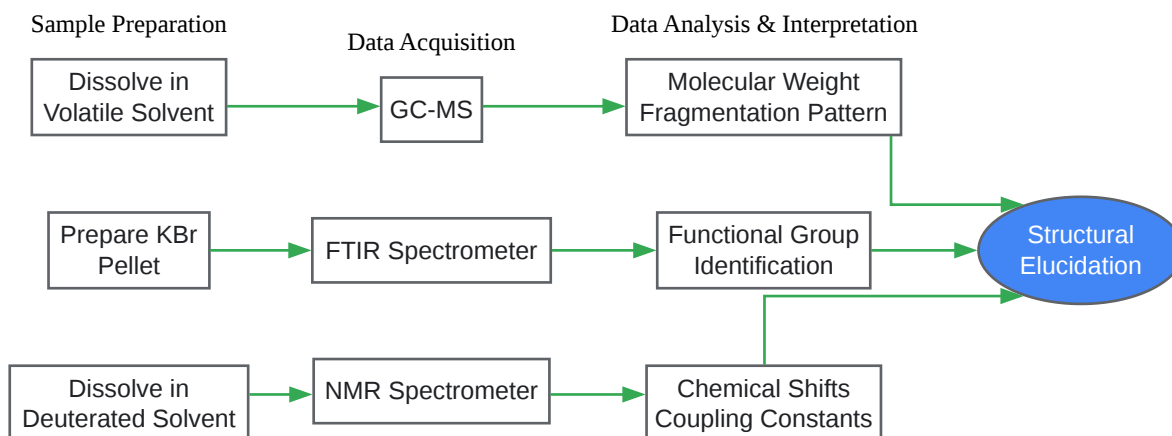 Sample Preparation
Data Acquisition
Data Analysis & Interpretation
Dissolve in
Volatile Solvent
GC-MS
Molecular Weight
Fragmentation Pattern
Prepare KBr
Pellet
FTIR Spectrometer
Functional Group
Identification
Structural
Elucidation
Dissolve in
Deuterated Solvent
NMR Spectrometer
Chemical Shifts
Coupling Constants